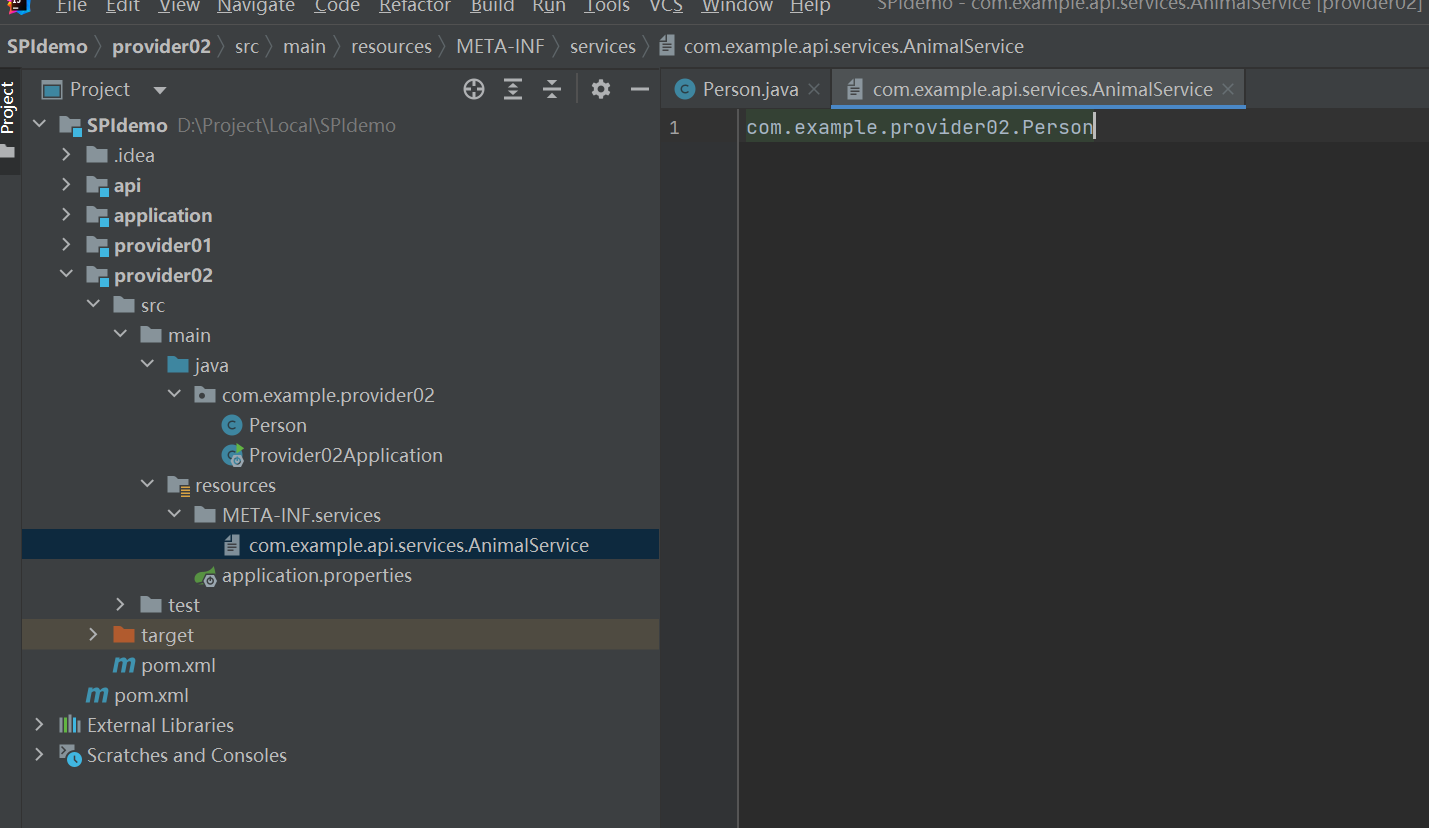 File Edit View Navigate Code Refactor Build Run Tools VCS Window Help SPIdemo - com.example.api.services.AnimalService [provider02]
SPIdemo provider02 src main resources META-INF services com.example.api.services.AnimalService
Project
Project
Person.java com.example.api.services.AnimalService
SPIdemo D:\Project\Local\SPIdemo
1 com.example.provider02.Person
.idea
api
application
provider01
provider02
src
main
java
com.example.provider02
Person
Provider02Application
resources
META-INF.services
com.example.api.services.AnimalService
application.properties
test
target
pom.xml
pom.xml
External Libraries
Scratches and Consoles